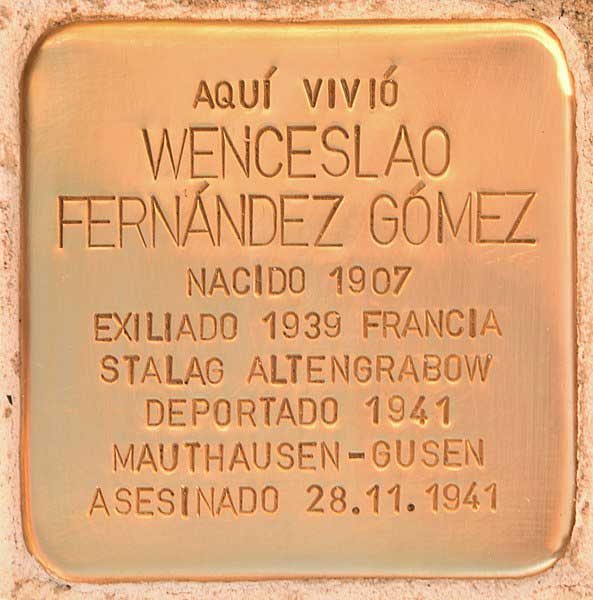 AQUÍ VIVIÓ
WENCESLAO
FERNÁNDEZ GÓMEZ
NACIDO 1907
EXILIADO 1939 FRANCIA
STALAG ALTENGRABOW
DEPORTADO 1941
MAUTHAUSEN-GUSEN
ASESINADO 28.11.1941